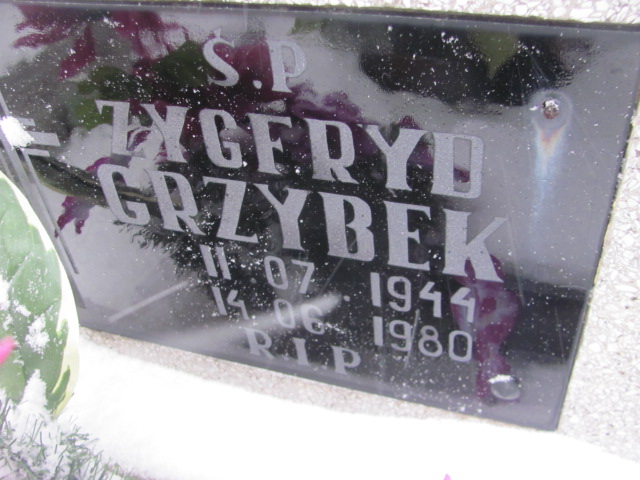 Ś.P
ZYGFRYD
GRZYBEK
11.07.1944
14.06 1980
R.I.P